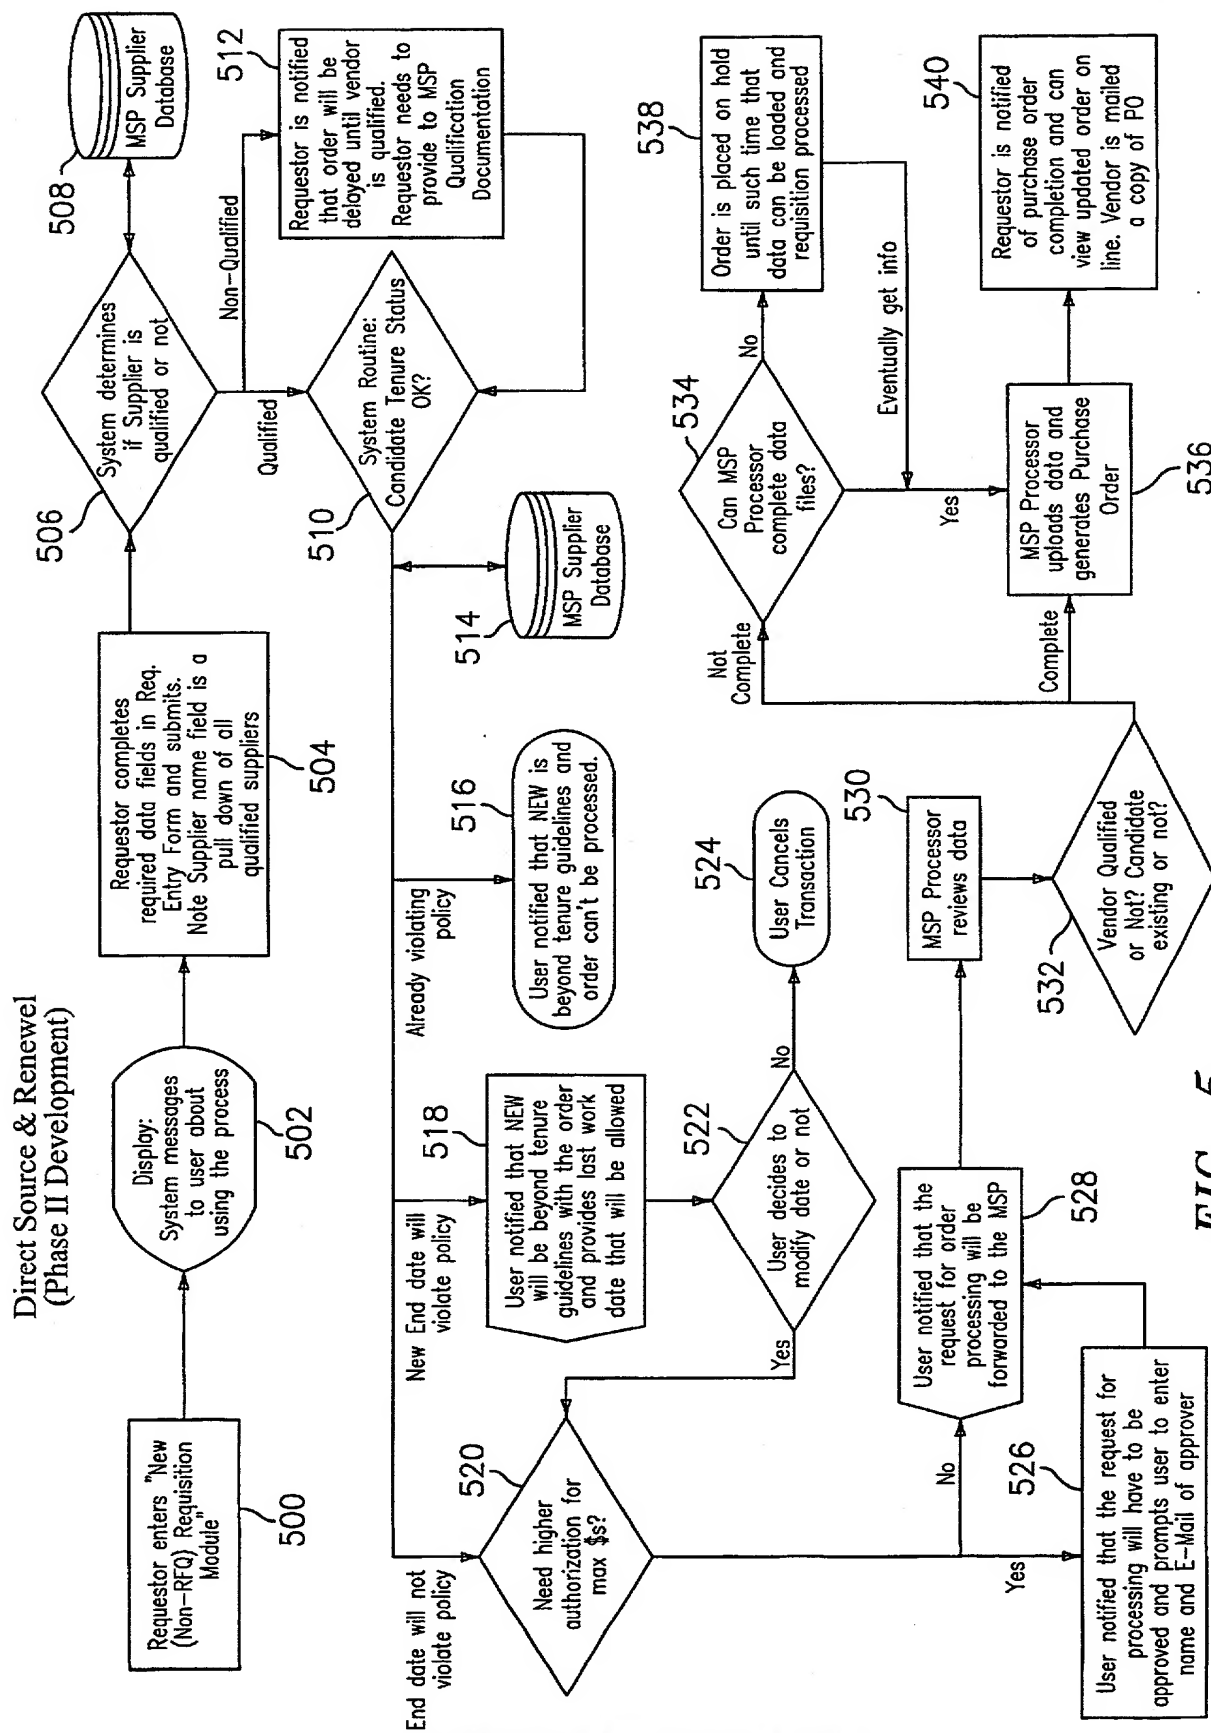 Direct Source & Renewel
(Phase III Development)
Requestor enters "New
(Non-RFQ) Requisition
Module"
500
Display:
System messages
to user about
using the process
502
Requestor completes
required data fields in Req.
Entry Form and submits.
Note Supplier name field is a
pull down of all
qualified suppliers
504
506
System determines
if Supplier is
qualified or not
508
MSP Supplier
Database
Non-Qualified
Qualified
512
Requestor is notified
that order will be
delayed until vendor
is qualified.
Requestor needs to
provide to MSP
Qualification
Documentation
510
System Routine:
Candidate Tenure Status
OK?
514
MSP Supplier
Database
Already violating
policy
516
User notified that NEW is
beyond tenure guidelines and
order can't be processed.
New End date will
violate policy
518
User notified that NEW
will be beyond tenure
guidelines with the order
and provides last work
date that will be allowed
End date will not
violate policy
520
Need higher
authorization for
max $s?
522
User decides to
modify date or not
Yes
No
524
User Cancels
Transaction
No
Yes
526
User notified that the request for
processing will have to be
approved and prompts user to enter
name and E-Mail of approver
User notified that the
request for order
processing will be
forwarded to the MSP
528
530
MSP Processor
reviews data
532
Vendor Qualified
or Not? Candidate
existing or not?
Not
Complete
Complete
534
Can MSP
Processor
complete data
files?
No
Yes
538
Order is placed on hold
until such time that
data can be loaded and
requisition processed
Eventually get info
MSP Processor
uploads data and
generates Purchase
Order
536
540
Requestor is notified
of purchase order
completion and can
view updated order on
line. Vendor is mailed
a copy of PO
FIG. 5